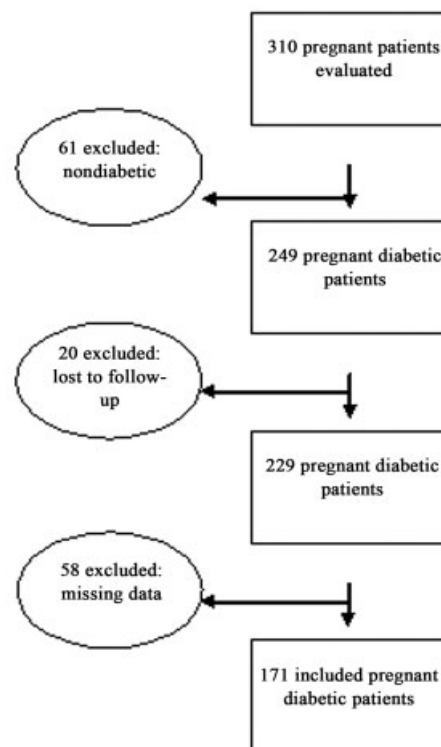 310 pregnant patients
evaluated
61 excluded:
nondiabetic
249 pregnant diabetic
patients
20 excluded:
lost to follow-
up
229 pregnant diabetic
patients
58 excluded:
missing data
171 included pregnant
diabetic patients